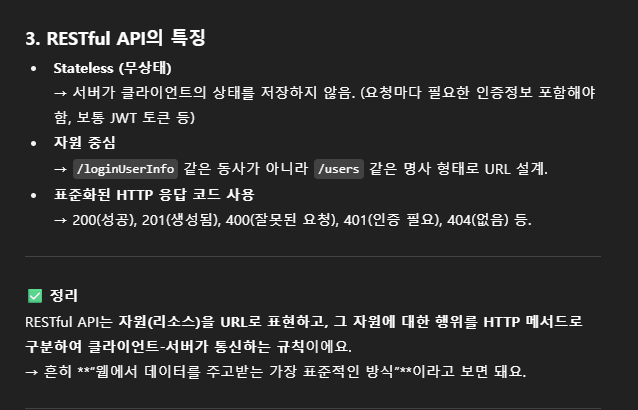 3. RESTful API의 특징
• Stateless (무상태)
→ 서버가 클라이언트의 상태를 저장하지 않음. (요청마다 필요한 인증정보 포함해야
함, 보통 JWT 토큰 등)
• 자원 중심
→ /loginUserInfo 같은 동사가 아니라 /users 같은 명사 형태로 URL 설계.
• 표준화된 HTTP 응답 코드 사용
→ 200(성공), 201(생성됨), 400(잘못된 요청), 401(인증 필요), 404(없음) 등.
✅ 정리
RESTful API는 자원(리소스)을 URL로 표현하고, 그 자원에 대한 행위를 HTTP 메서드로
구분하여 클라이언트-서버가 통신하는 규칙이에요.
→ 흔히 **“웹에서 데이터를 주고받는 가장 표준적인 방식”**이라고 보면 돼요.